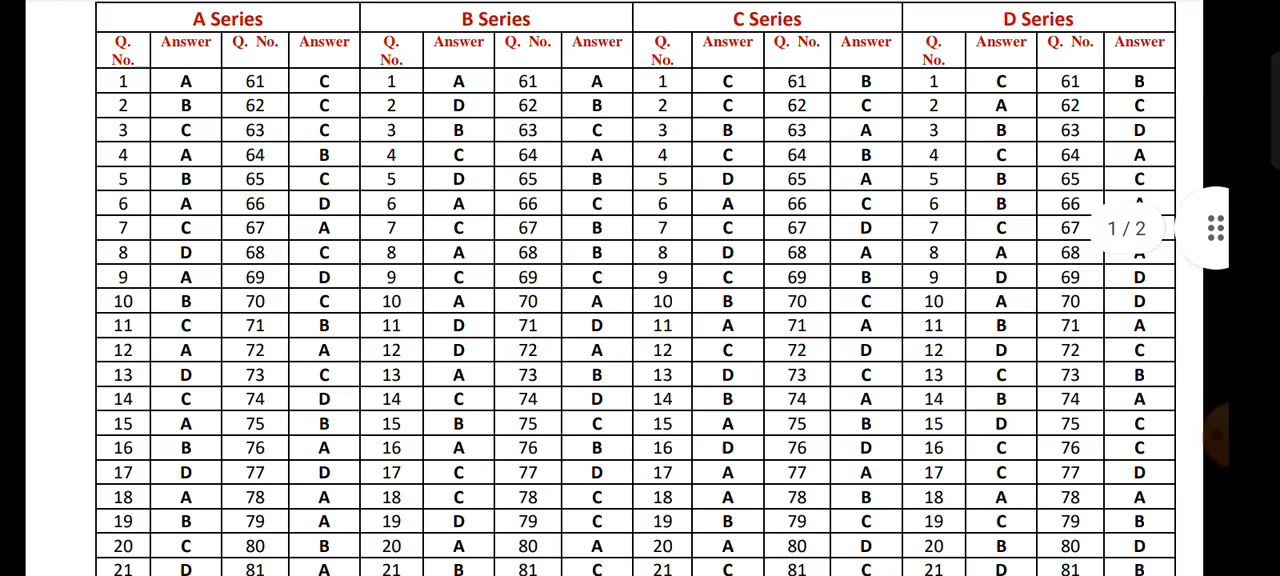 A Series B Series C Series D Series
Q. No. Answer Q. No. Answer Q. No. Answer Q. No. Answer Q. No. Answer Q. No. Answer Q. No. Answer Q. No. Answer
1 A 61 C 1 A 61 A 1 C 61 B 1 C 61 B
2 B 62 C 2 D 62 B 2 C 62 C 2 A 62 C
3 C 63 C 3 B 63 C 3 B 63 A 3 B 63 D
4 A 64 B 4 C 64 A 4 C 64 B 4 C 64 A
5 B 65 C 5 D 65 B 5 D 65 A 5 B 65 C
6 A 66 D 6 A 66 C 6 A 66 C 6 B 66
7 C 67 A 7 C 67 B 7 C 67 D 7 C 67 1 / 2
8 D 68 C 8 A 68 B 8 D 68 A 8 A 68
9 A 69 D 9 C 69 C 9 C 69 B 9 D 69 D
10 B 70 C 10 A 70 A 10 B 70 C 10 A 70 D
11 C 71 B 11 D 71 D 11 A 71 A 11 B 71 A
12 A 72 A 12 D 72 A 12 C 72 D 12 D 72 C
13 D 73 C 13 A 73 B 13 D 73 C 13 C 73 B
14 C 74 D 14 C 74 D 14 B 74 A 14 B 74 A
15 A 75 B 15 B 75 C 15 A 75 B 15 D 75 C
16 B 76 A 16 A 76 B 16 D 76 D 16 C 76 C
17 D 77 D 17 C 77 D 17 A 77 A 17 C 77 D
18 A 78 A 18 C 78 C 18 A 78 B 18 A 78 A
19 B 79 A 19 D 79 C 19 B 79 C 19 C 79 B
20 C 80 B 20 A 80 A 20 A 80 D 20 B 80 D
21 D 81 A 21 B 81 C 21 C 81 C 21 D 81 B